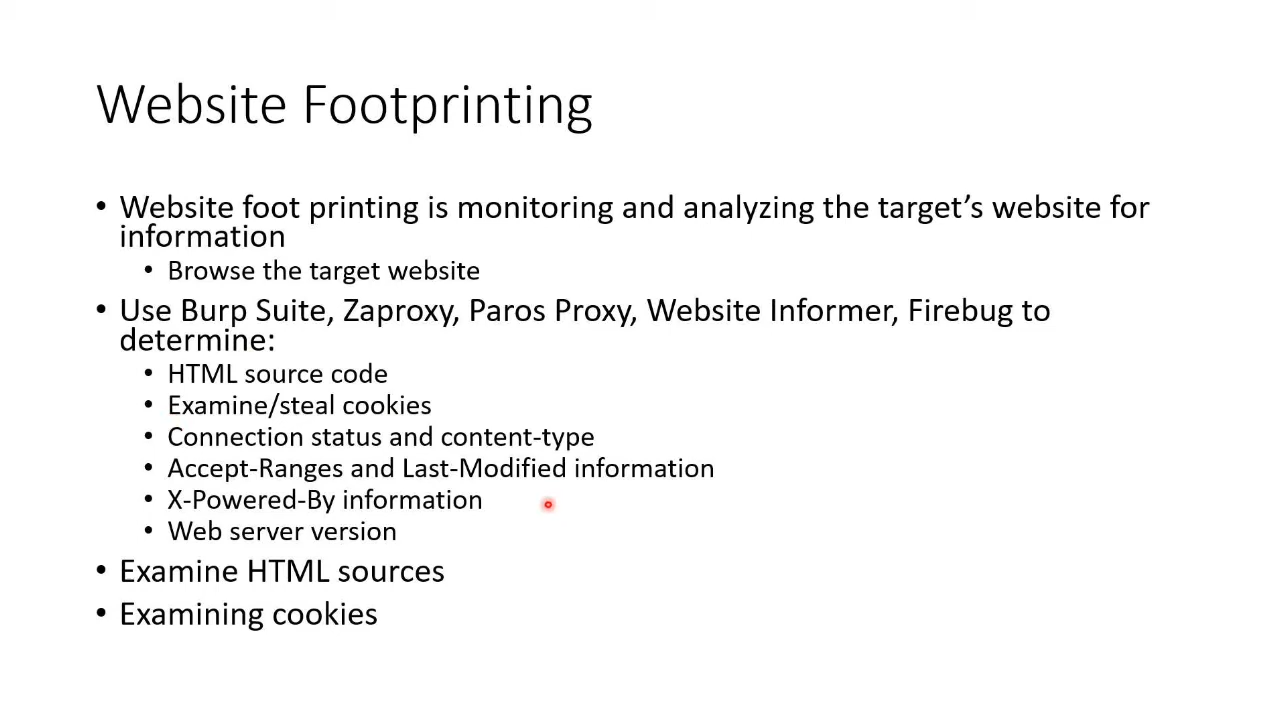 Website Footprinting
• Website foot printing is monitoring and analyzing the target’s website for
information
• Browse the target website
• Use Burp Suite, Zaproxy, Paros Proxy, Website Informer, Firebug to
determine:
• HTML source code
• Examine/steal cookies
• Connection status and content-type
• Accept-Ranges and Last-Modified information
• X-Powered-By information
• Web server version
• Examine HTML sources
• Examining cookies